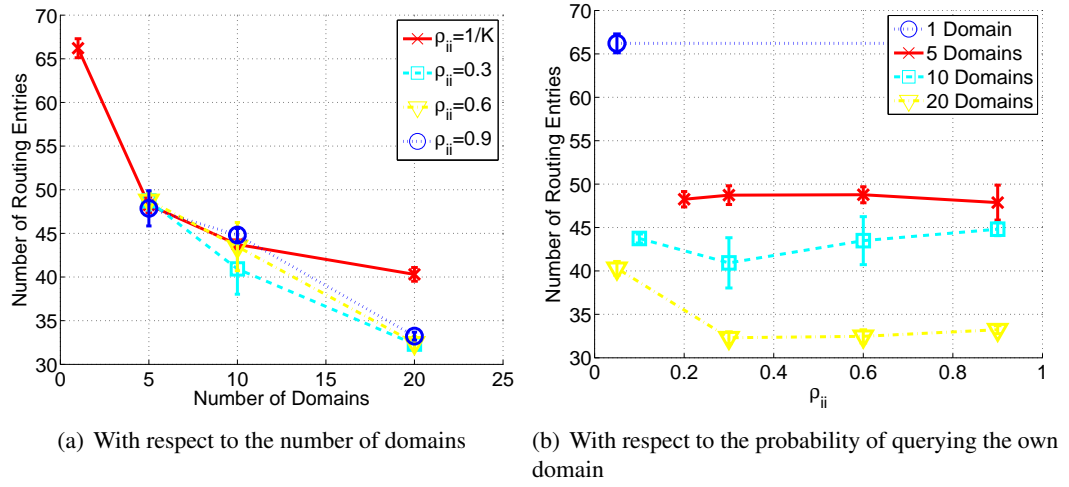 70
65
60
55
50
45
40
35
30
0
5
10
15
20
25
Number of Routing Entries
Number of Domains
ρii=1/K
ρii=0.3
ρii=0.6
ρii=0.9
(a) With respect to the number of domains
70
65
60
55
50
45
40
35
30
0
0.2
0.4
0.6
0.8
1
Number of Routing Entries
ρii
1 Domain
5 Domains
10 Domains
20 Domains
(b) With respect to the probability of querying the own
domain